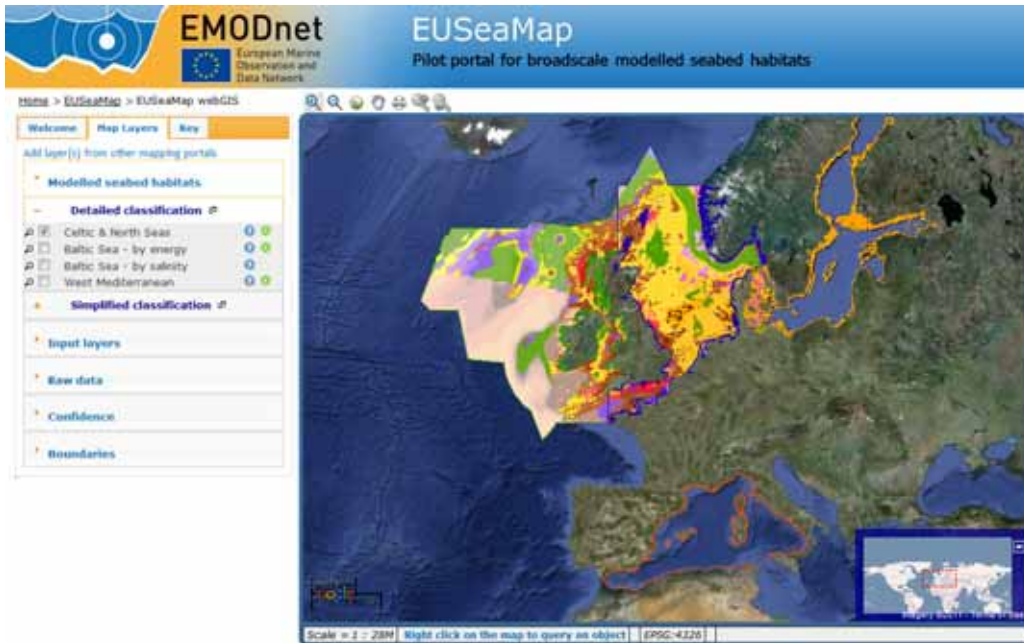 EMODnet
European Marine
Observation and
Data Network
EUSeaMap
Pilot portal for broadscale modelled seabed habitats
Home > EUSeaMap > EUSeaMap webGIS
Welcome
Map Layers
Key
Add layer(s) from other mapping portals
Modelled seabed habitats
Detailed classification
Celtic & North Seas
Baltic Sea - by energy
Baltic Sea - by salinity
West Mediterranean
Simplified classification
Input layers
Raw data
Confidence
Boundaries
Scale = 1 : 28M
Right click on the map to query an object
EPSG:4326